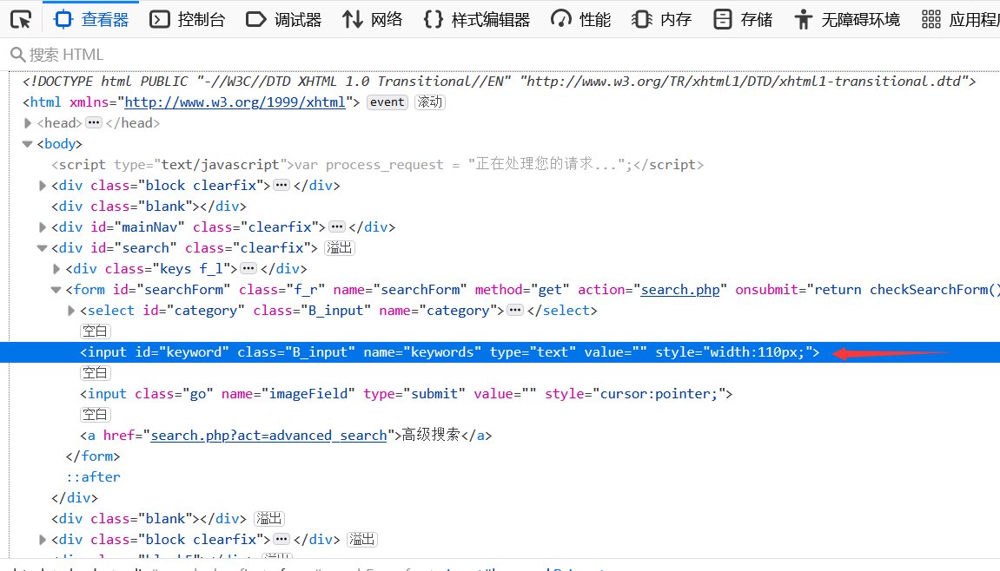 查看器 控制台 调试器 网络 样式编辑器 性能 内存 存储 无障碍环境 应用程
搜索 HTML
<!DOCTYPE html PUBLIC "-//W3C//DTD XHTML 1.0 Transitional//EN" "http://www.w3.org/TR/xhtml1/DTD/xhtml1-transitional.dtd">
<html xmlns="http://www.w3.org/1999/xhtml"> event 滚动
<head>···</head>
<body>
<script type="text/javascript">var process_request = "正在处理您的请求...";</script>
<div class="block clearfix">···</div>
<div class="blank"></div>
<div id="mainNav" class="clearfix">···</div>
<div id="search" class="clearfix"> 溢出
<div class="keys f_l">···</div>
<form id="searchForm" class="f_r" name="searchForm" method="get" action="search.php" onsubmit="return checkSearchForm()
<select id="category" class="B_input" name="category">···</select>
空白
<input id="keyword" class="B_input" name="keywords" type="text" value="" style="width:110px;">
空白
<input class="go" name="imageField" type="submit" value="" style="cursor:pointer;">
空白
<a href="search.php?act=advanced_search">高级搜索</a>
</form>
::after
</div>
<div class="blank"></div> 溢出
<div class="block clearfix">···</div> 溢出